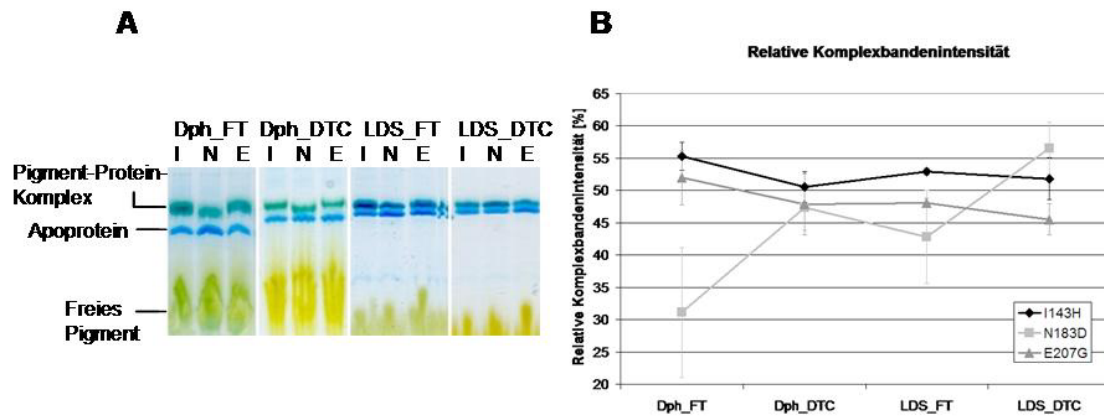 A
B
Dph_FT Dph_DTC LDS_FT LDS_DTC
I N E I N E I N E I N E
Pigment-Protein
Komplex
Apoprotein
Freies
Pigment
Relative Komplexbandenintensität
Relative Komplexbandenintensität [%]
65
60
55
50
45
40
35
30
25
20
Dph_FT Dph_DTC LDS_FT LDS_DTC
I143H
N183D
E207G